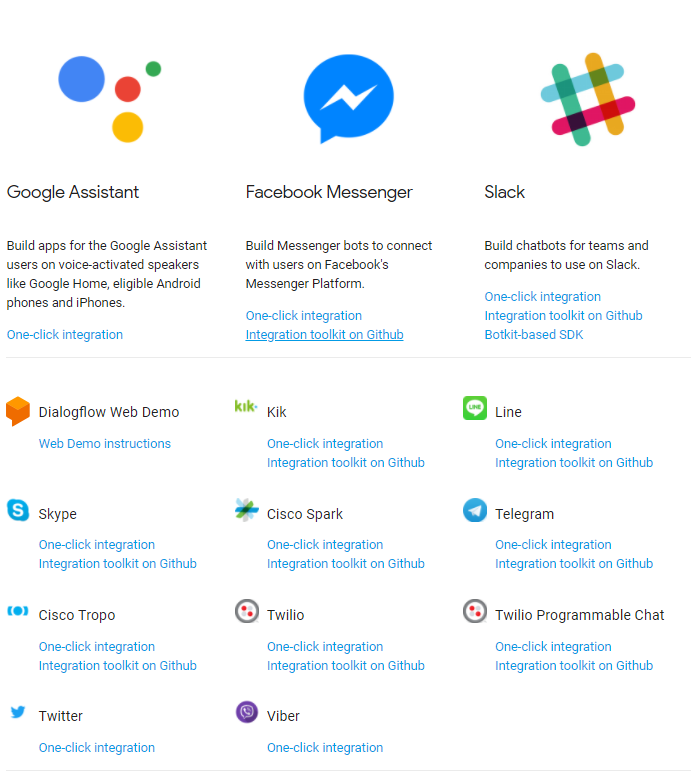 Google Assistant
Build apps for the Google Assistant
users on voice-activated speakers
like Google Home, eligible Android
phones and iPhones.
One-click integration
Facebook Messenger
Build Messenger bots to connect
with users on Facebook's
Messenger Platform.
One-click integration
Integration toolkit on Github
Slack
Build chatbots for teams and
companies to use on Slack.
One-click integration
Integration toolkit on Github
Botkit-based SDK
Dialogflow Web Demo
Web Demo instructions
kik
Kik
One-click integration
Integration toolkit on Github
LINE
Line
One-click integration
Integration toolkit on Github
S
Skype
One-click integration
Integration toolkit on Github
Cisco Spark
One-click integration
Integration toolkit on Github
Telegram
One-click integration
Integration toolkit on Github
Cisco Tropo
One-click integration
Integration toolkit on Github
Twilio
One-click integration
Integration toolkit on Github
Twilio Programmable Chat
One-click integration
Integration toolkit on Github
Twitter
One-click integration
Viber
One-click integration